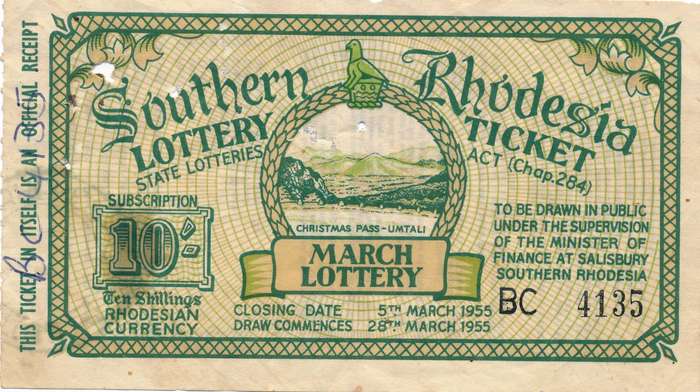 THIS TICKET IN ITSELF IS AN OFFICIAL RECEIPT
Southern Rhodesia
LOTTERY TICKET
STATE LOTTERIES ACT (Chap. 284)
SUBSCRIPTION
10/-
Ten Shillings
RHODESIAN
CURRENCY
CHRISTMAS PASS-UMTALI
MARCH
LOTTERY
CLOSING DATE 5TH MARCH 1955
DRAW COMMENCES 28TH MARCH 1955
TO BE DRAWN IN PUBLIC
UNDER THE SUPERVISION
OF THE MINISTER OF
FINANCE AT SALISBURY
SOUTHERN RHODESIA
BC 4135